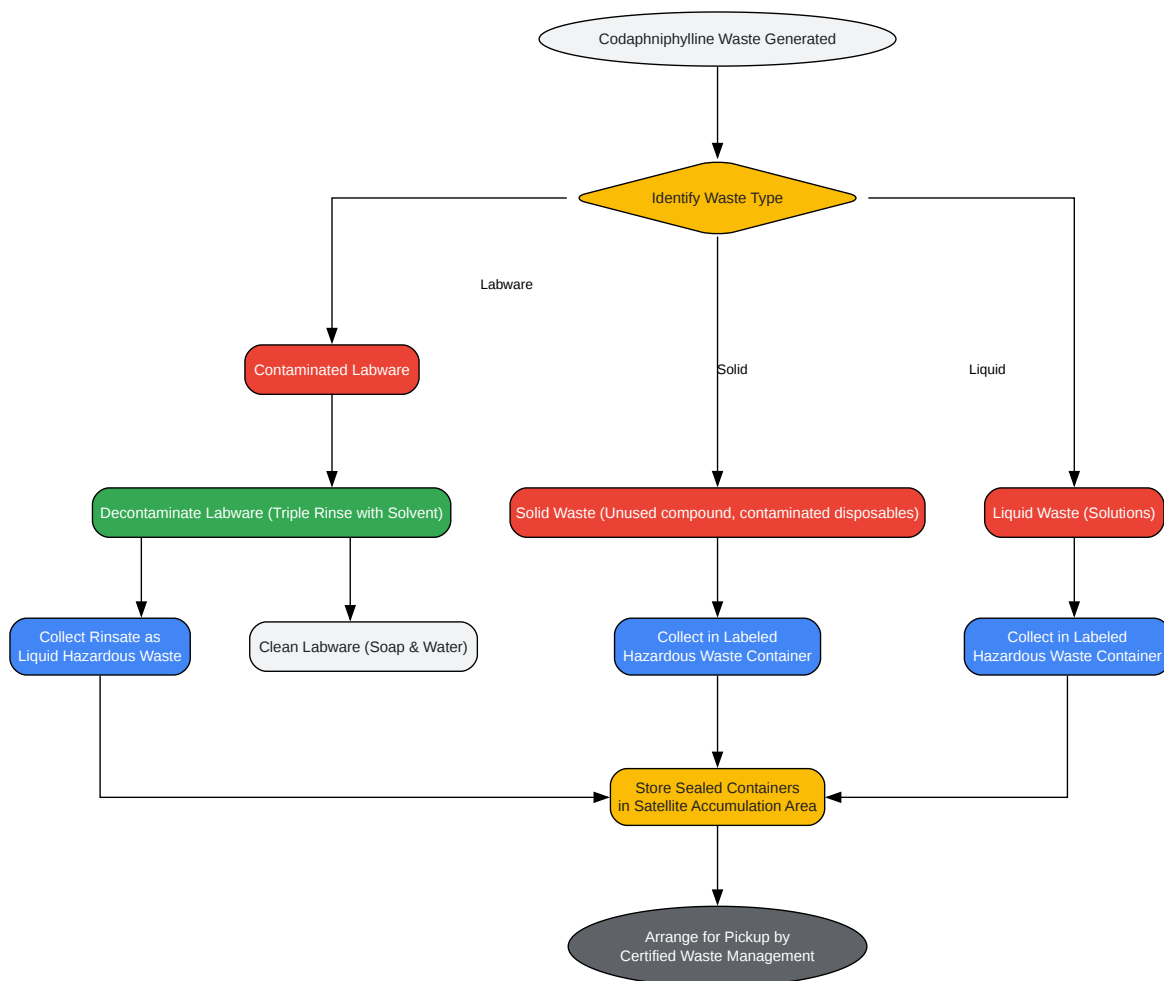 Codaphniphylline Waste Generated
Identify Waste Type
Labware
Contaminated Labware
Solid
Liquid
Decontaminate Labware (Triple Rinse with Solvent)
Solid Waste (Unused compound, contaminated disposables)
Liquid Waste (Solutions)
Collect Rinsate as
Liquid Hazardous Waste
Clean Labware (Soap & Water)
Collect in Labeled
Hazardous Waste Container
Collect in Labeled
Hazardous Waste Container
Store Sealed Containers
in Satellite Accumulation Area
Arrange for Pickup by
Certified Waste Management